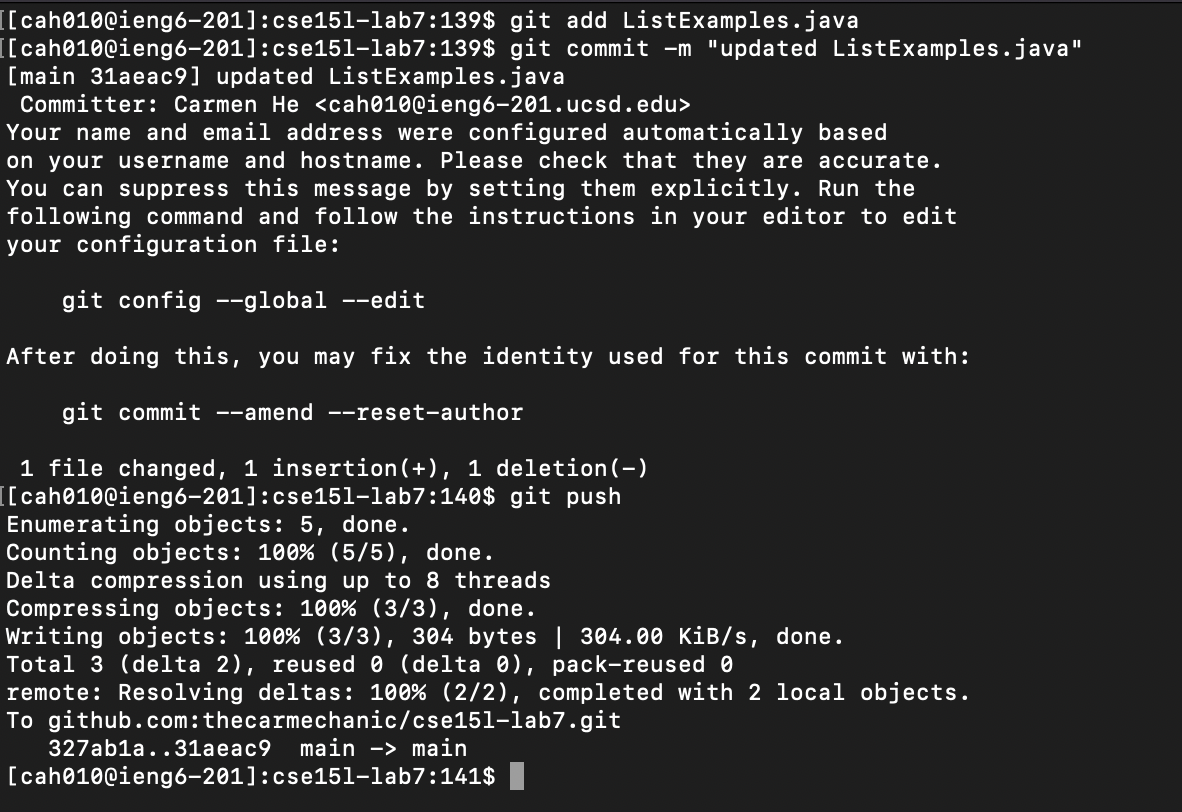 [[cah010@ieng6-201]:cse15l-lab7:139$ git add ListExamples.java
[[cah010@ieng6-201]:cse15l-lab7:139$ git commit -m "updated ListExamples.java"
[main 31aeac9] updated ListExamples.java
 Committer: Carmen He <cah010@ieng6-201.ucsd.edu>
Your name and email address were configured automatically based
on your username and hostname. Please check that they are accurate.
You can suppress this message by setting them explicitly. Run the
following command and follow the instructions in your editor to edit
your configuration file:

    git config --global --edit

After doing this, you may fix the identity used for this commit with:

    git commit --amend --reset-author

 1 file changed, 1 insertion(+), 1 deletion(-)
[[cah010@ieng6-201]:cse15l-lab7:140$ git push
Enumerating objects: 5, done.
Counting objects: 100% (5/5), done.
Delta compression using up to 8 threads
Compressing objects: 100% (3/3), done.
Writing objects: 100% (3/3), 304 bytes | 304.00 KiB/s, done.
Total 3 (delta 2), reused 0 (delta 0), pack-reused 0
remote: Resolving deltas: 100% (2/2), completed with 2 local objects.
To github.com:thecarmechanic/cse15l-lab7.git
   327ab1a..31aeac9  main -> main
[cah010@ieng6-201]:cse15l-lab7:141$